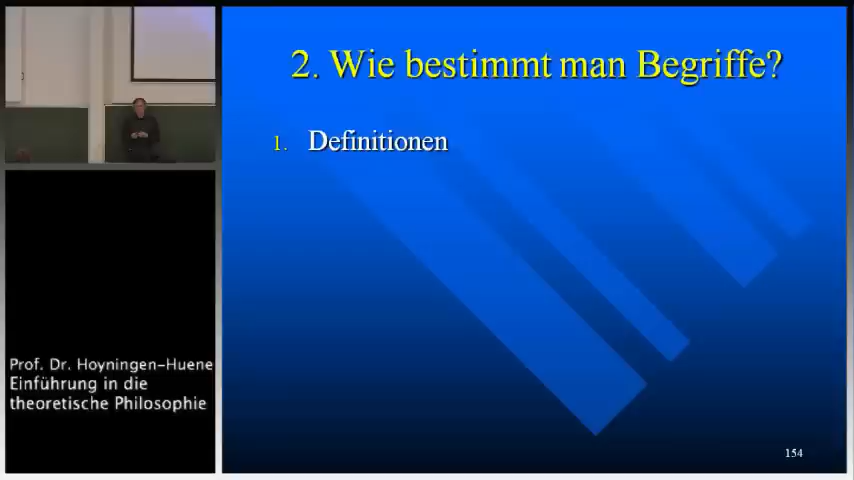 2. Wie bestimmt man Begriffe?
1. Definitionen
Prof. Dr. Hoyningen-Huene
Einführung in die
theoretische Philosophie
154